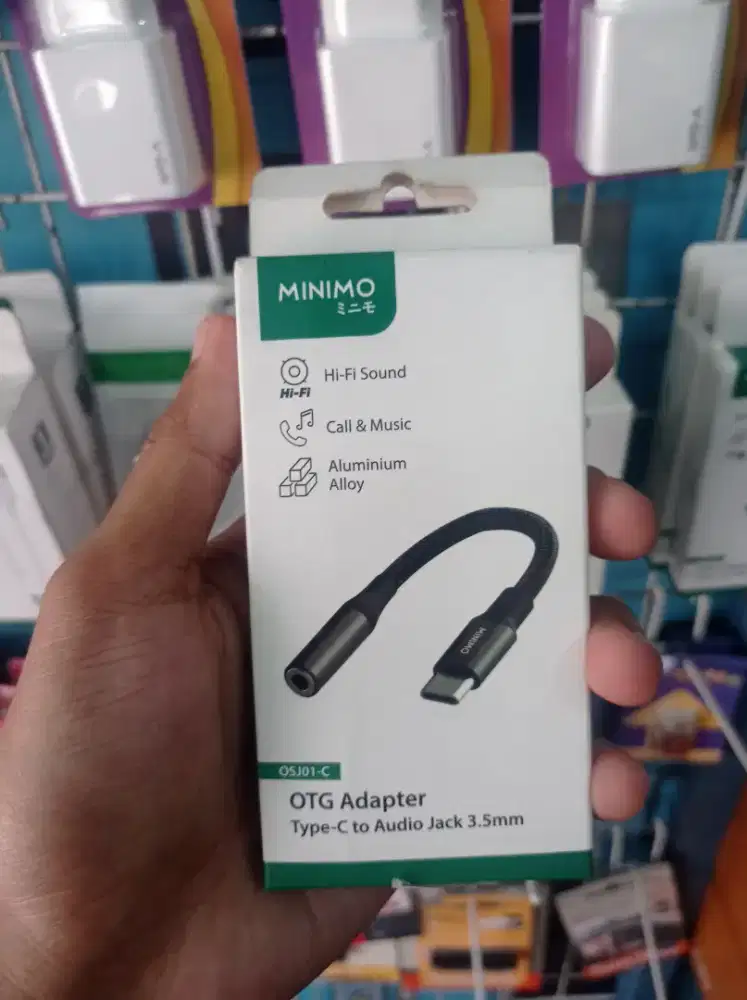 MINIMO
ミニモ
Hi-Fi
Hi-Fi Sound
Call & Music
Aluminium
Alloy
MINIMO
OSJ01-C
OTG Adapter
Type-C to Audio Jack 3.5mm